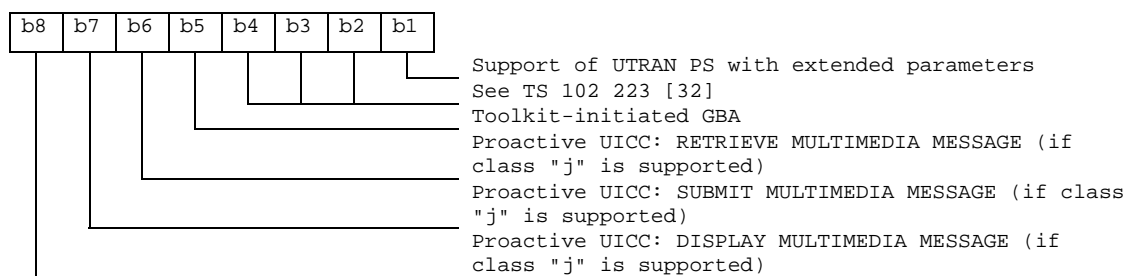 b8 b7 b6 b5 b4 b3 b2 b1
Support of UTRAN PS with extended parameters
See TS 102 223 [32]
Toolkit-initiated GBA
Proactive UICC: RETRIEVE MULTIMEDIA MESSAGE (if
class "j" is supported)
Proactive UICC: SUBMIT MULTIMEDIA MESSAGE (if class
"j" is supported)
Proactive UICC: DISPLAY MULTIMEDIA MESSAGE (if
class "j" is supported)